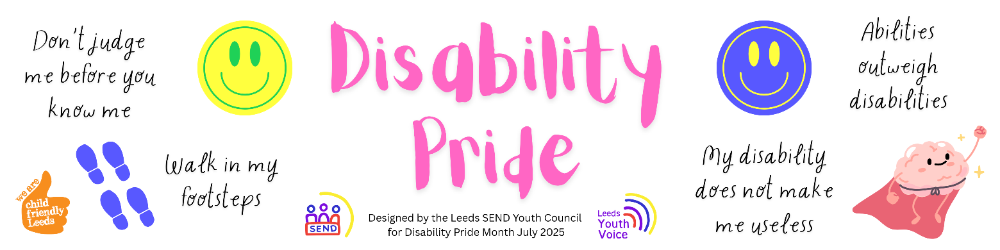 Don't judge
me before you
know me
Disability
Pride
Abilities
outweigh
disabilities
we are
child
friendly
Leeds
Walk in my
footsteps
SEND
Designed by the Leeds SEND Youth Council
for Disability Pride Month July 2025
Leeds
Youth
Voice
My disability
does not make
me useless